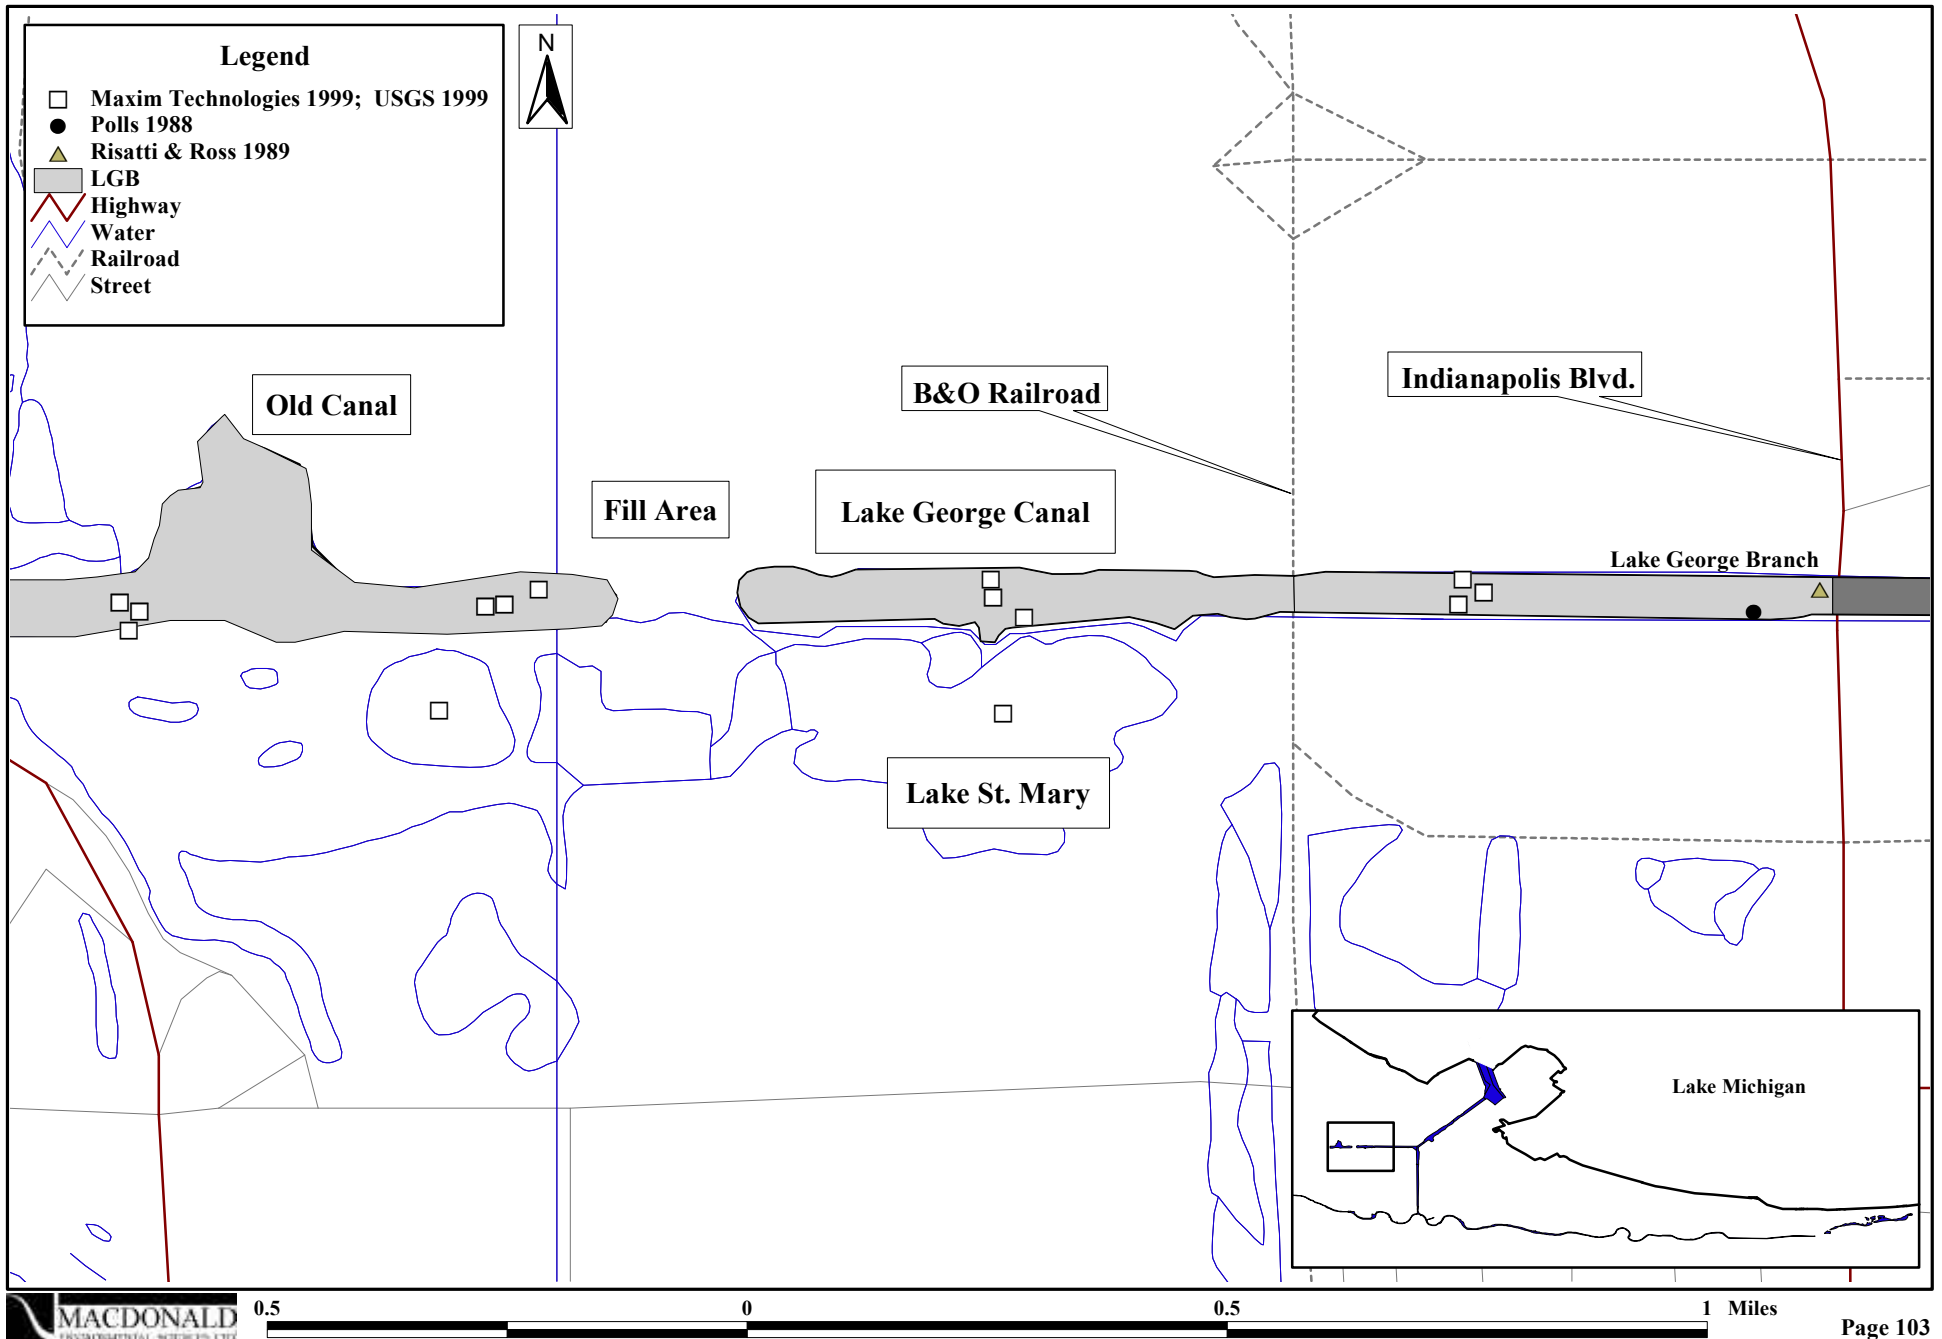 Legend
Maxim Technologies 1999; USGS 1999
Polls 1988
Risatti & Ross 1989
LGB
Highway
Water
Railroad
Street
N
Old Canal
Fill Area
Lake George Canal
B&O Railroad
Indianapolis Blvd.
Lake George Branch
Lake St. Mary
Lake Michigan
MACDONALD
0.5
0
0.5
1 Miles
Page 103